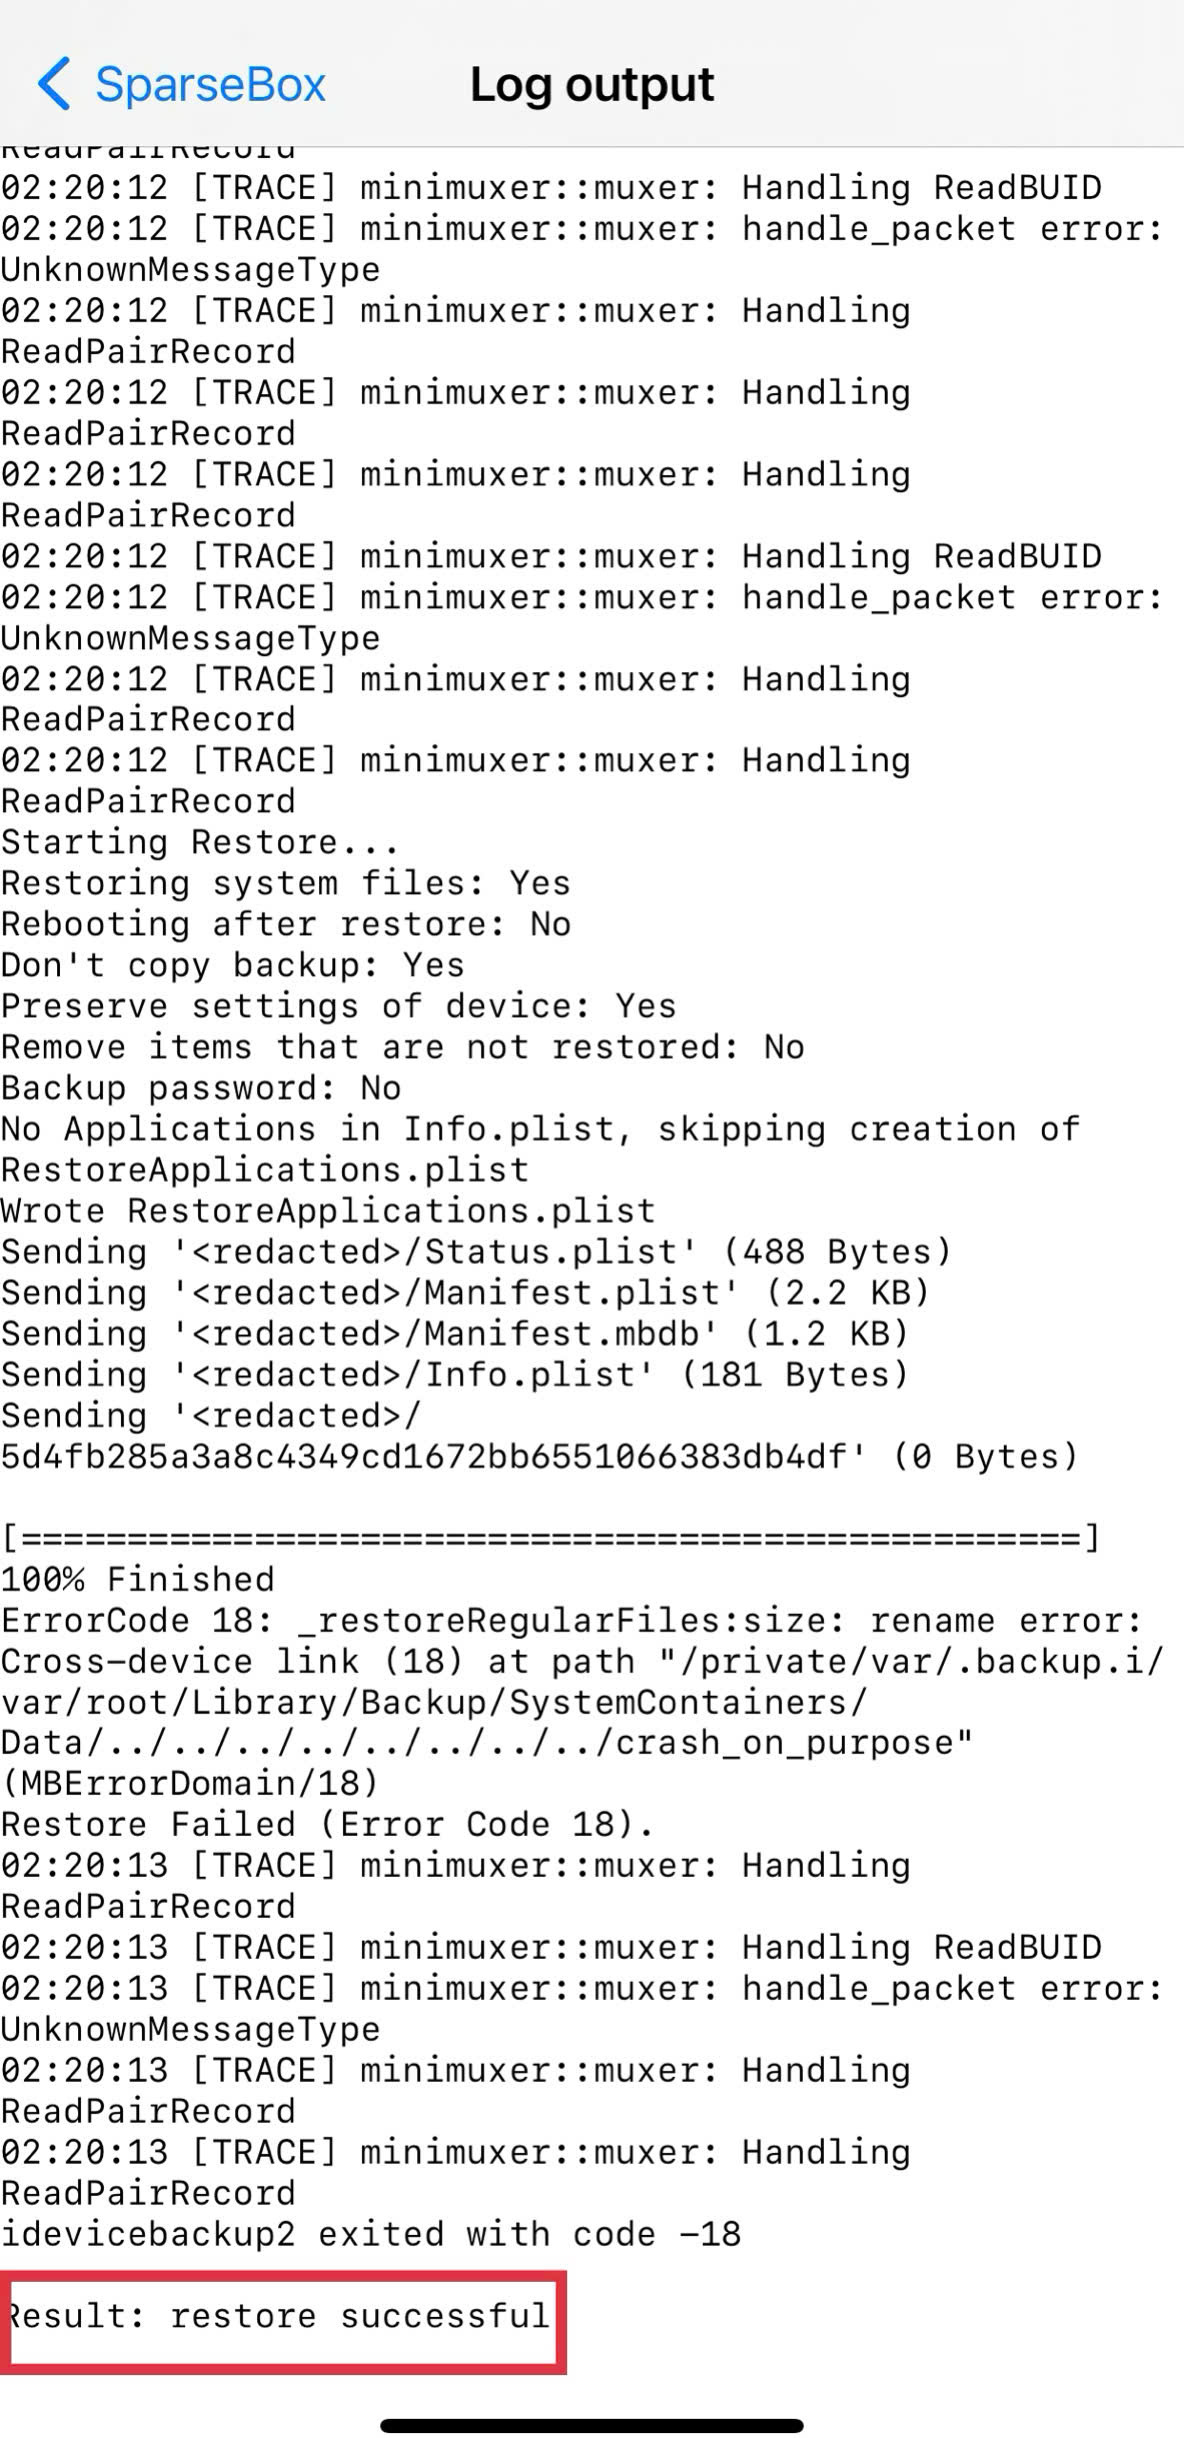 SparseBox
Log output
ReadPairRecord
02:20:12 [TRACE] minimuxer::muxer: Handling ReadBUID
02:20:12 [TRACE] minimuxer::muxer: handle_packet error:
UnknownMessageType
02:20:12 [TRACE] minimuxer::muxer: Handling
ReadPairRecord
02:20:12 [TRACE] minimuxer::muxer: Handling
ReadPairRecord
02:20:12 [TRACE] minimuxer::muxer: Handling
ReadPairRecord
02:20:12 [TRACE] minimuxer::muxer: Handling ReadBUID
02:20:12 [TRACE] minimuxer::muxer: handle_packet error:
UnknownMessageType
02:20:12 [TRACE] minimuxer::muxer: Handling
ReadPairRecord
02:20:12 [TRACE] minimuxer::muxer: Handling
ReadPairRecord
Starting Restore...
Restoring system files: Yes
Rebooting after restore: No
Don't copy backup: Yes
Preserve settings of device: Yes
Remove items that are not restored: No
Backup password: No
No Applications in Info.plist, skipping creation of
RestoreApplications.plist
Wrote RestoreApplications.plist
Sending '<redacted>/Status.plist' (488 Bytes)
Sending '<redacted>/Manifest.plist' (2.2 KB)
Sending '<redacted>/Manifest.mbdb' (1.2 KB)
Sending '<redacted>/Info.plist' (181 Bytes)
Sending '<redacted>/
5d4fb285a3a8c4349cd1672bb6551066383db4df' (0 Bytes)
[==================================================]
100% Finished
ErrorCode 18: _restoreRegularFiles:size: rename error:
Cross-device link (18) at path "/private/var/.backup.i/
var/root/Library/Backup/SystemContainers/
Data/../../../../../../../../crash_on_purpose"
(MBErrorDomain/18)
Restore Failed (Error Code 18).
02:20:13 [TRACE] minimuxer::muxer: Handling
ReadPairRecord
02:20:13 [TRACE] minimuxer::muxer: Handling ReadBUID
02:20:13 [TRACE] minimuxer::muxer: handle_packet error:
UnknownMessageType
02:20:13 [TRACE] minimuxer::muxer: Handling
ReadPairRecord
02:20:13 [TRACE] minimuxer::muxer: Handling
ReadPairRecord
idevicebackup2 exited with code -18
Result: restore successful